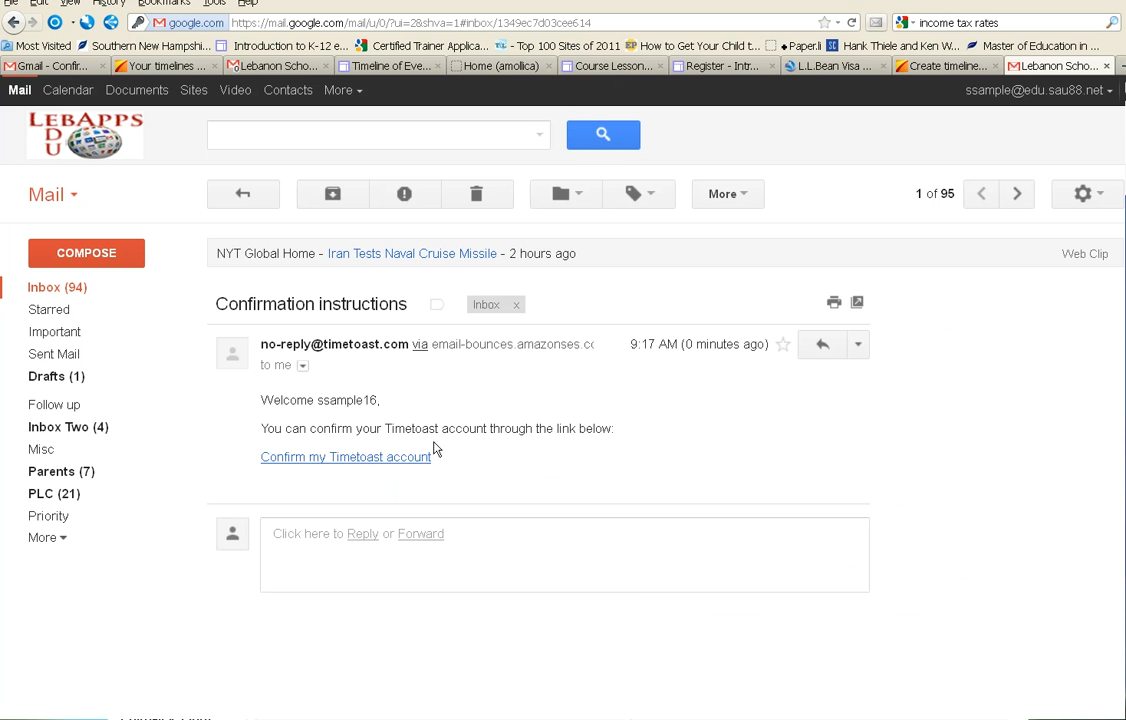 File Edit View History Bookmarks Tools Help
google.com https://mail.google.com/mail/u/0/?ui=2&shva=1#inbox/1349ec7d03cee614 income tax rates
Most Visited Southern New Hampshi... Introduction to K-12 e... Certified Trainer Applica... - Top 100 Sites of 2011 How to Get Your Child t... Paper.li Hank Thiele and Ken W... Master of Education in ...
Gmail - Confir... Your timelines ... Lebanon Scho... Timeline of Eve... Home (amollica) Course Lesson... Register - Intr... L.L.Bean Visa ... Create timeline... Lebanon Scho...
Mail Calendar Documents Sites Video Contacts More ssample@edu.sau88.net
LEBAPPS
EDU
Mail More 1 of 95
COMPOSE NYT Global Home - Iran Tests Naval Cruise Missile - 2 hours ago Web Clip
Inbox (94)
Starred
Important
Sent Mail
Drafts (1)
Follow up
Inbox Two (4)
Misc
Parents (7)
PLC (21)
Priority
More
Confirmation instructions Inbox x
no-reply@timetoast.com via email-bounces.amazonses.cc 9:17 AM (0 minutes ago)
to me
Welcome ssample16,
You can confirm your Timetoast account through the link below:
Confirm my Timetoast account
Click here to Reply or Forward